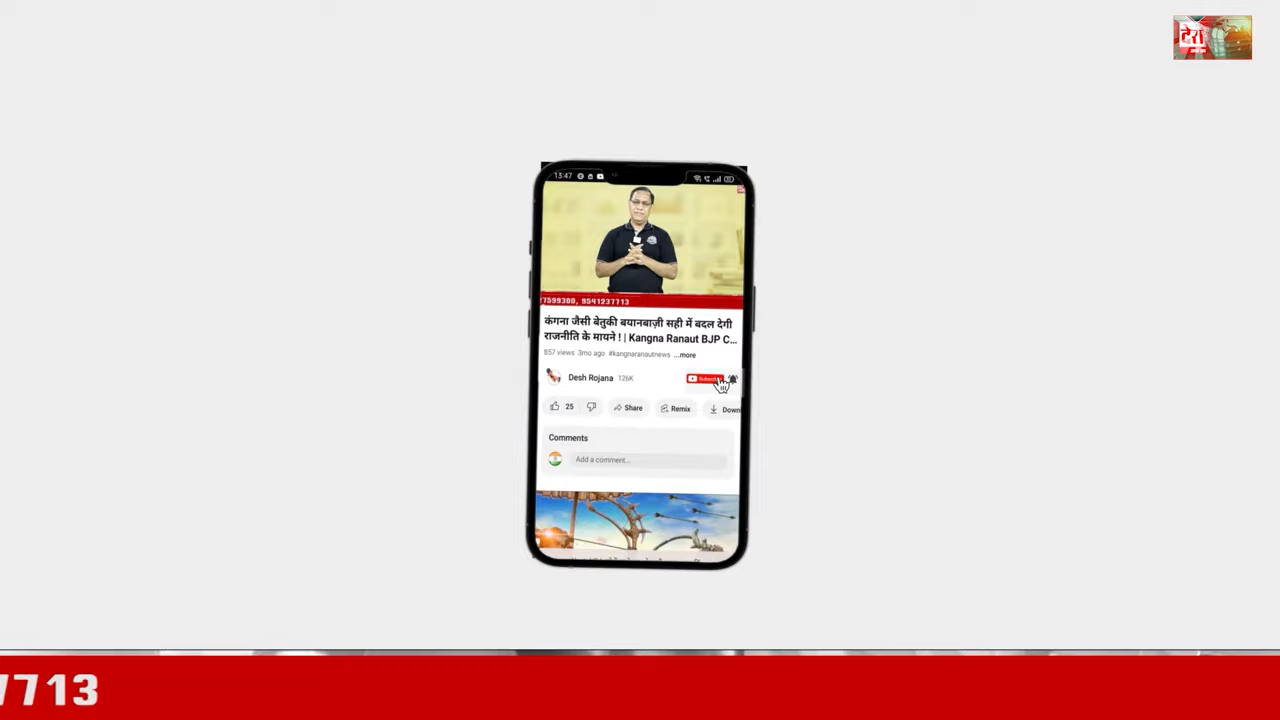 देश
13:47
77599300, 9541237713
कंगना जैसी बेतुकी बयानबाज़ी सही में बदल देगी
राजनीति के मायने ! | Kangna Ranaut BJP C...
857 views 3mo ago #kangnaranautnews ...more
Desh Rojana 126K
25 Share Remix Down
Comments
Add a comment...
7713